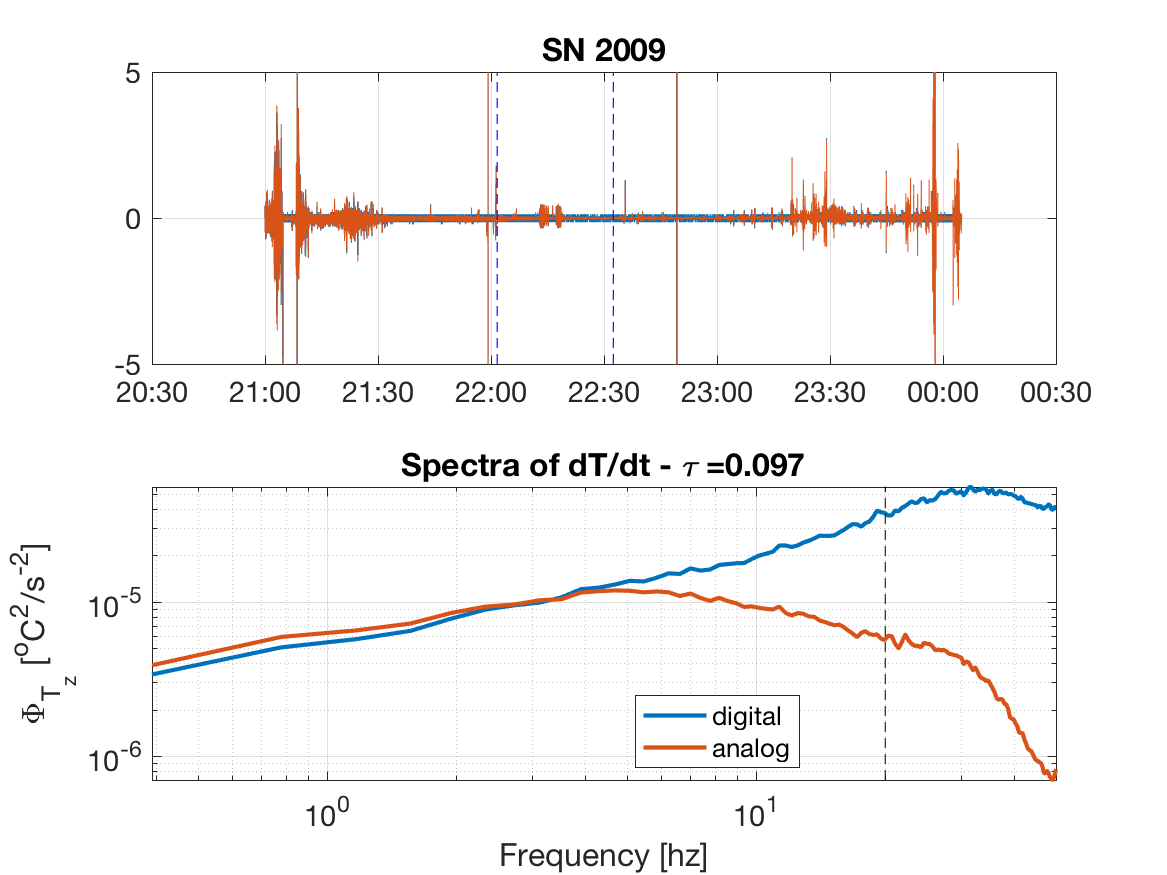 SN 2009
5
0
-5
20:30 21:00 21:30 22:00 22:30 23:00 23:30 00:00 00:30
Spectra of dT/dt - τ =0.097
Φ_{T_z} [°C²/s⁻²]
10⁻⁵
10⁻⁶
digital
analog
10⁰ 10¹
Frequency [hz]